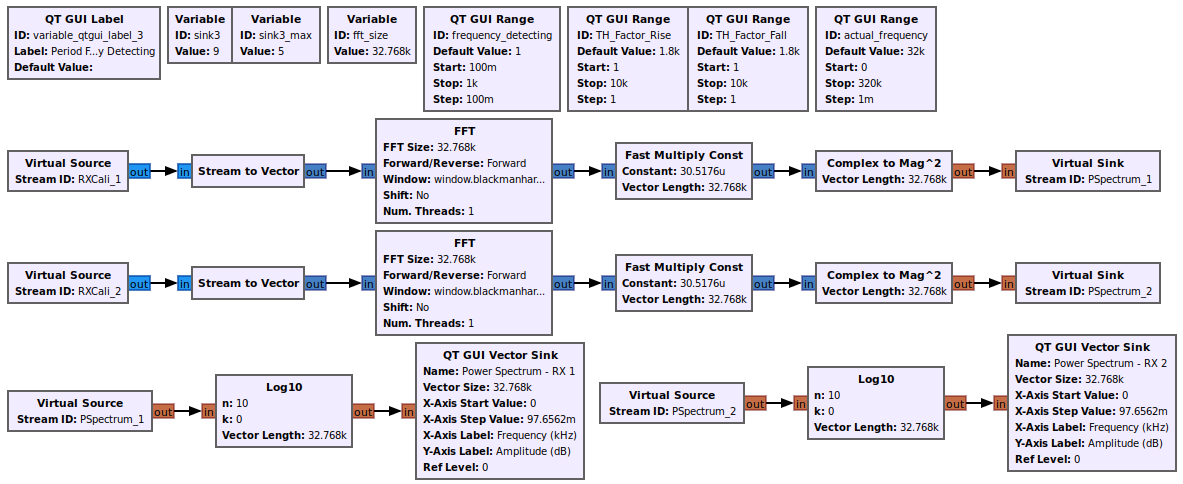 QT GUI Label
ID: variable_qtgui_label_3
Label: Period F...y Detecting
Default Value:
Variable
ID: sink3
Value: 9
Variable
ID: sink3_max
Value: 5
Variable
ID: fft_size
Value: 32.768k
QT GUI Range
ID: frequency_detecting
Default Value: 1
Start: 100m
Stop: 1k
Step: 100m
QT GUI Range
ID: TH_Factor_Rise
Default Value: 1.8k
Start: 1
Stop: 10k
Step: 1
QT GUI Range
ID: TH_Factor_Fall
Default Value: 1.8k
Start: 1
Stop: 10k
Step: 1
QT GUI Range
ID: actual_frequency
Default Value: 32k
Start: 0
Stop: 320k
Step: 1m
Virtual Source
Stream ID: RXCali_1
out
in
Stream to Vector
out
in
FFT
FFT Size: 32.768k
Forward/Reverse: Forward
Window: window.blackmanhar...
Shift: No
Num. Threads: 1
out
in
Fast Multiply Const
Constant: 30.5176u
Vector Length: 32.768k
out
in
Complex to Mag^2
Vector Length: 32.768k
out
in
Virtual Sink
Stream ID: PSpectrum_1
Virtual Source
Stream ID: RXCali_2
out
in
Stream to Vector
out
in
FFT
FFT Size: 32.768k
Forward/Reverse: Forward
Window: window.blackmanhar...
Shift: No
Num. Threads: 1
out
in
Fast Multiply Const
Constant: 30.5176u
Vector Length: 32.768k
out
in
Complex to Mag^2
Vector Length: 32.768k
out
in
Virtual Sink
Stream ID: PSpectrum_2
Virtual Source
Stream ID: PSpectrum_1
out
in
Log10
n: 10
k: 0
Vector Length: 32.768k
out
in
QT GUI Vector Sink
Name: Power Spectrum - RX 1
Vector Size: 32.768k
X-Axis Start Value: 0
X-Axis Step Value: 97.6562m
X-Axis Label: Frequency (kHz)
Y-Axis Label: Amplitude (dB)
Ref Level: 0
Virtual Source
Stream ID: PSpectrum_2
out
in
Log10
n: 10
k: 0
Vector Length: 32.768k
out
in
QT GUI Vector Sink
Name: Power Spectrum - RX 2
Vector Size: 32.768k
X-Axis Start Value: 0
X-Axis Step Value: 97.6562m
X-Axis Label: Frequency (kHz)
Y-Axis Label: Amplitude (dB)
Ref Level: 0